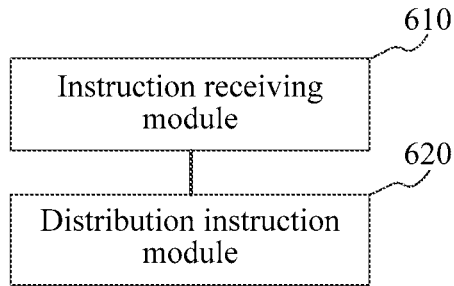 610
Instruction receiving
module
620
Distribution instruction
module